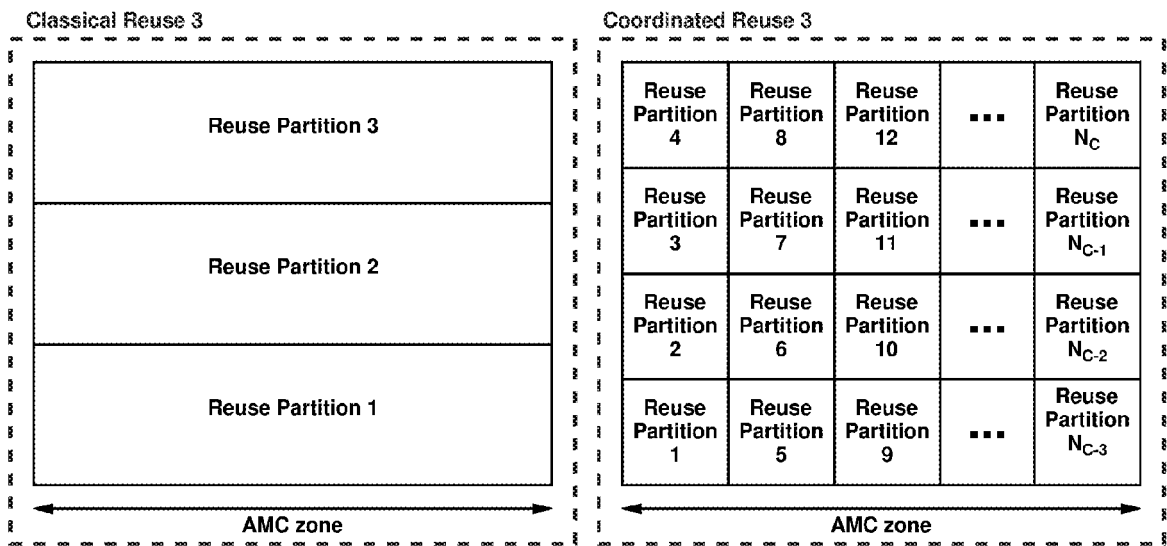 Classical Reuse 3
Reuse Partition 3
Reuse Partition 2
Reuse Partition 1
AMC zone
Coordinated Reuse 3
Reuse
Partition
4
Reuse
Partition
8
Reuse
Partition
12
...
Reuse
Partition
N_C
Reuse
Partition
3
Reuse
Partition
7
Reuse
Partition
11
...
Reuse
Partition
N_C-1
Reuse
Partition
2
Reuse
Partition
6
Reuse
Partition
10
...
Reuse
Partition
N_C-2
Reuse
Partition
1
Reuse
Partition
5
Reuse
Partition
9
...
Reuse
Partition
N_C-3
AMC zone